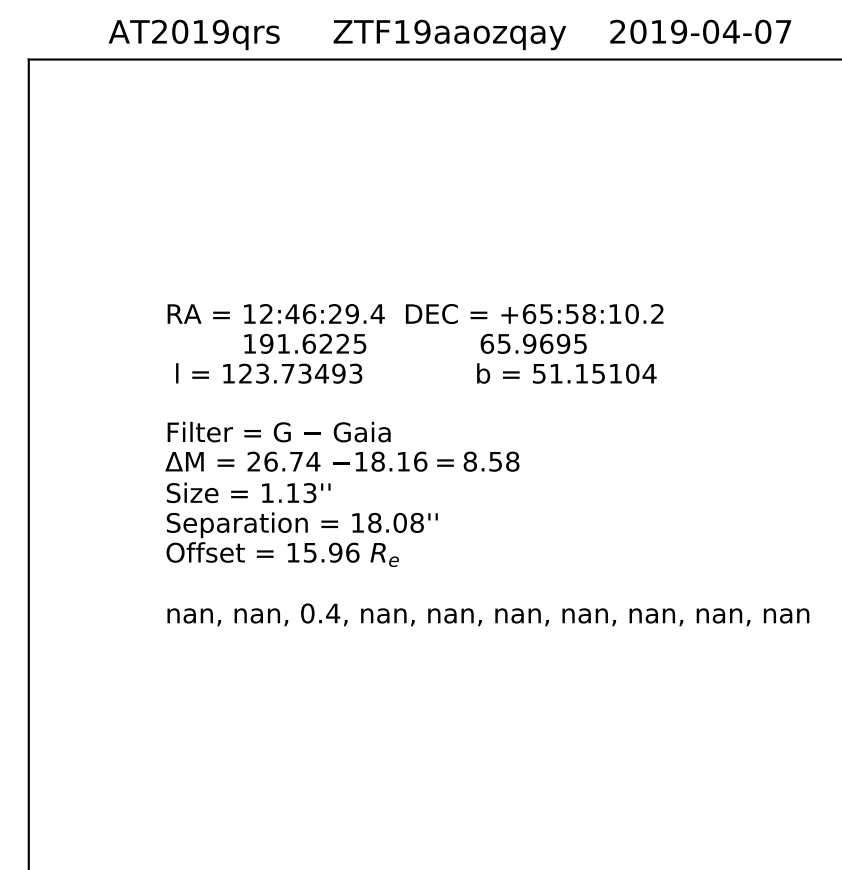 AT2019qrs ZTF19aaozqay 2019-04-07
RA = 12:46:29.4 DEC = +65:58:10.2
191.6225 65.9695
l = 123.73493 b = 51.15104
Filter = G − Gaia
ΔM = 26.74 −18.16 = 8.58
Size = 1.13''
Separation = 18.08''
Offset = 15.96 Rₑ
nan, nan, 0.4, nan, nan, nan, nan, nan, nan, nan